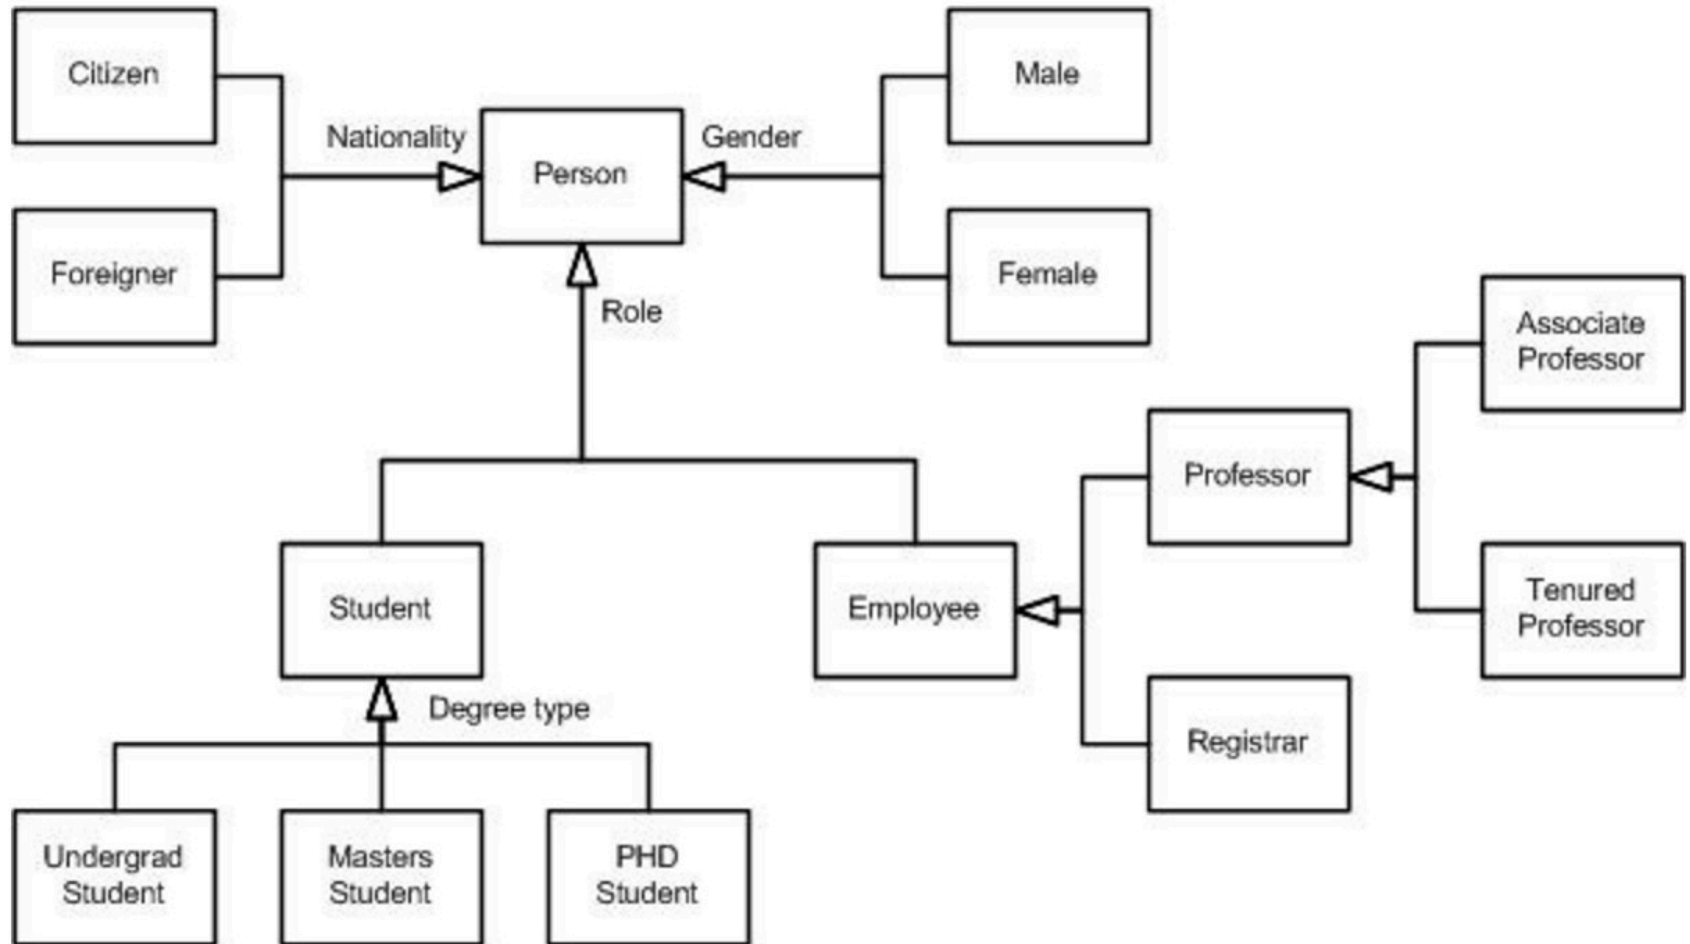 Citizen
Male
Nationality
Gender
Person
Foreigner
Female
Role
Associate
Professor
Professor
Student
Employee
Tenured
Professor
Degree type
Registrar
Undergrad
Student
Masters
Student
PHD
Student